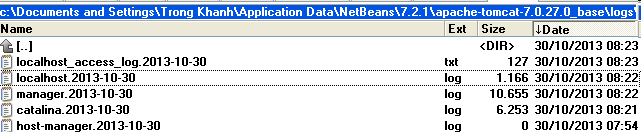 c:\Documents and Settings\Trong Khanh\Application Data\NetBeans\7.2.1\apache-tomcat-7.0.27.0_base\logs\
Name Ext Size ↓Date
[..] <DIR> 30/10/2013 08:23
localhost_access_log.2013-10-30 txt 127 30/10/2013 08:23
localhost.2013-10-30 log 1.166 30/10/2013 08:22
manager.2013-10-30 log 10.655 30/10/2013 08:22
catalina.2013-10-30 log 6.253 30/10/2013 08:21
host-manager.2013-10-30 log 0 30/10/2013 07:54